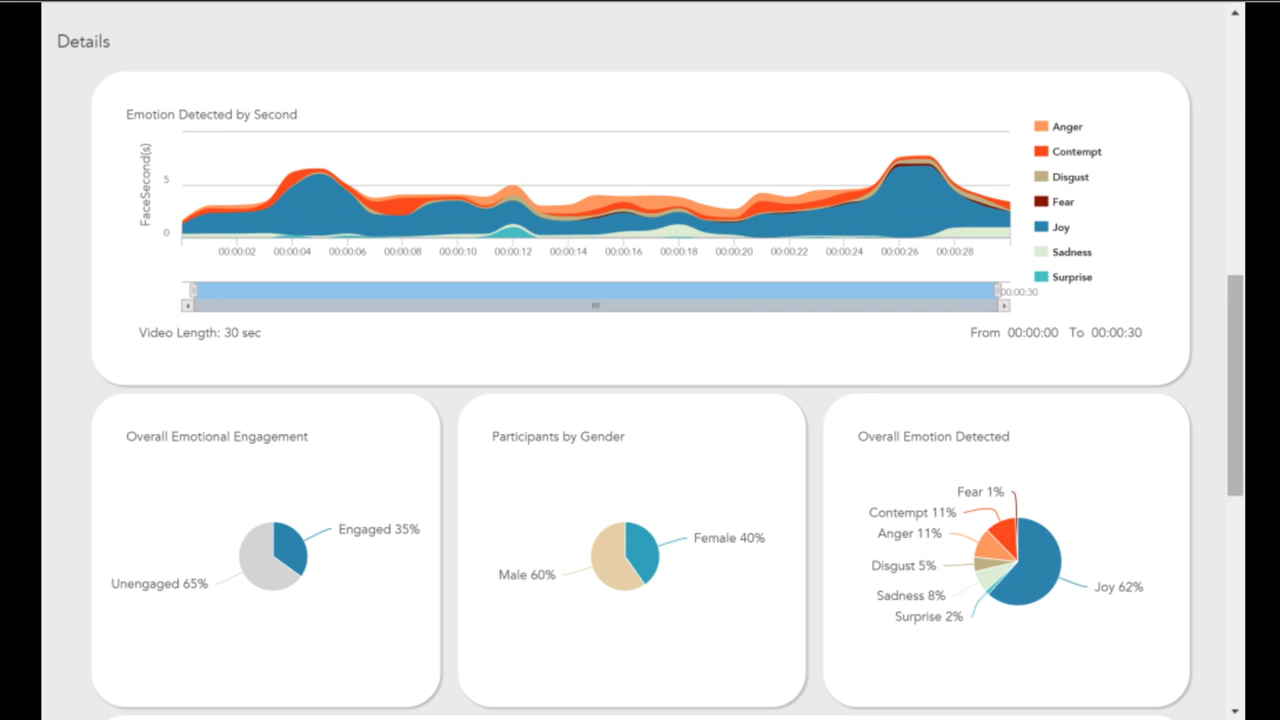 Details
Emotion Detected by Second
FaceSecond(s)
5
0
00:00:02 00:00:04 00:00:06 00:00:08 00:00:10 00:00:12 00:00:14 00:00:16 00:00:18 00:00:20 00:00:22 00:00:24 00:00:26 00:00:28
00:00:30
Anger
Contempt
Disgust
Fear
Joy
Sadness
Surprise
Video Length: 30 sec
From 00:00:00 To 00:00:30
Overall Emotional Engagement
Engaged 35%
Unengaged 65%
Participants by Gender
Female 40%
Male 60%
Overall Emotion Detected
Fear 1%
Contempt 11%
Anger 11%
Disgust 5%
Joy 62%
Sadness 8%
Surprise 2%